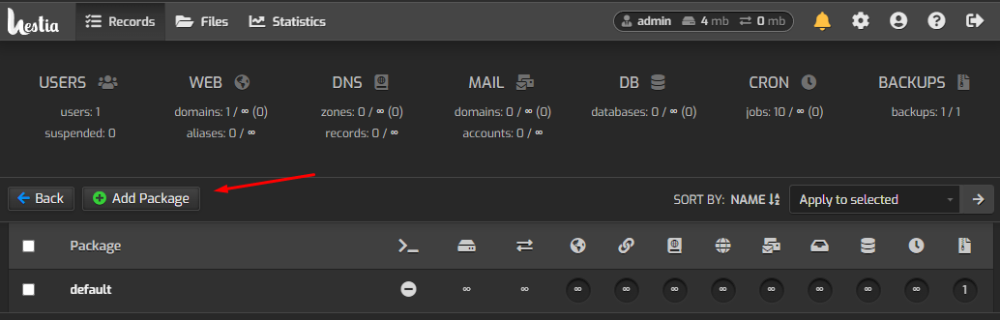 Hestia Records Files Statistics admin 4 mb 0 mb
USERS WEB DNS MAIL DB CRON BACKUPS
users: 1 domains: 1 / ∞ (0) zones: 0 / ∞ (0) domains: 0 / ∞ (0) databases: 0 / ∞ (0) jobs: 10 / ∞ (0) backups: 1 / 1
suspended: 0 aliases: 0 / ∞ records: 0 / ∞ accounts: 0 / ∞
Back Add Package SORT BY: NAME Apply to selected
Package
default ∞ ∞ ∞ ∞ ∞ ∞ ∞ ∞ ∞ ∞ 1